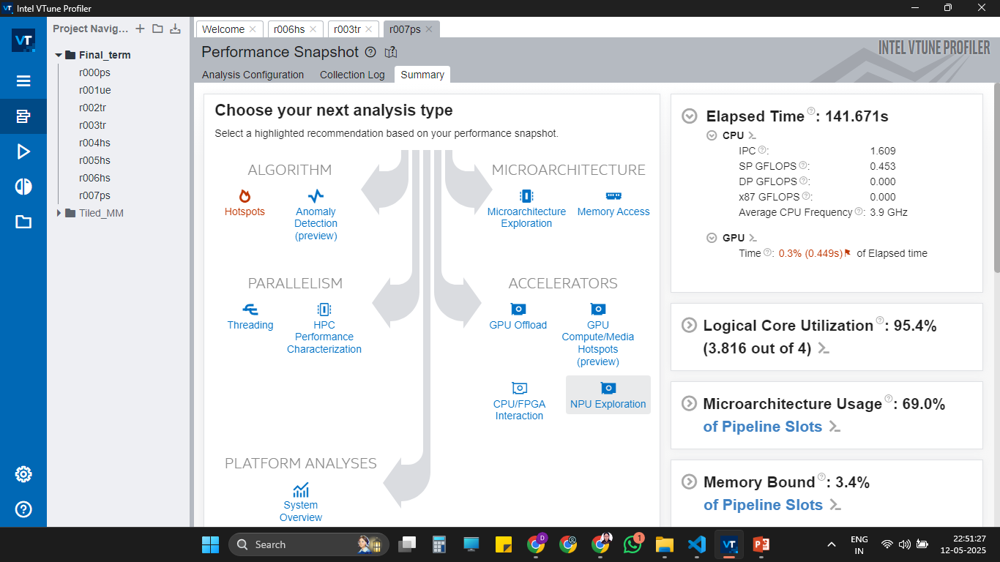 VT Intel VTune Profiler
VT
Project Navig...
Final_term
r000ps
r001ue
r002tr
r003tr
r004hs
r005hs
r006hs
r007ps
Tiled_MM
Welcome
r006hs
r003tr
r007ps
Performance Snapshot
INTEL VTUNE PROFILER
Analysis Configuration
Collection Log
Summary
Choose your next analysis type
Select a highlighted recommendation based on your performance snapshot.
ALGORITHM
Hotspots
Anomaly
Detection
(preview)
MICROARCHITECTURE
Microarchitecture
Exploration
Memory Access
PARALLELISM
Threading
HPC
Performance
Characterization
ACCELERATORS
GPU Offload
GPU
Compute/Media
Hotspots
(preview)
CPU/FPGA
Interaction
NPU Exploration
PLATFORM ANALYSES
System
Overview
Elapsed Time ?: 141.671s
CPU
IPC ?: 1.609
SP GFLOPS ?: 0.453
DP GFLOPS ?: 0.000
x87 GFLOPS ?: 0.000
Average CPU Frequency ?: 3.9 GHz
GPU
Time ?: 0.3% (0.449s) of Elapsed time
Logical Core Utilization ?: 95.4%
(3.816 out of 4)
Microarchitecture Usage ?: 69.0%
of Pipeline Slots
Memory Bound ?: 3.4%
of Pipeline Slots
Search
D
1
VT
P
ENG
IN
22:51:27
12-05-2025